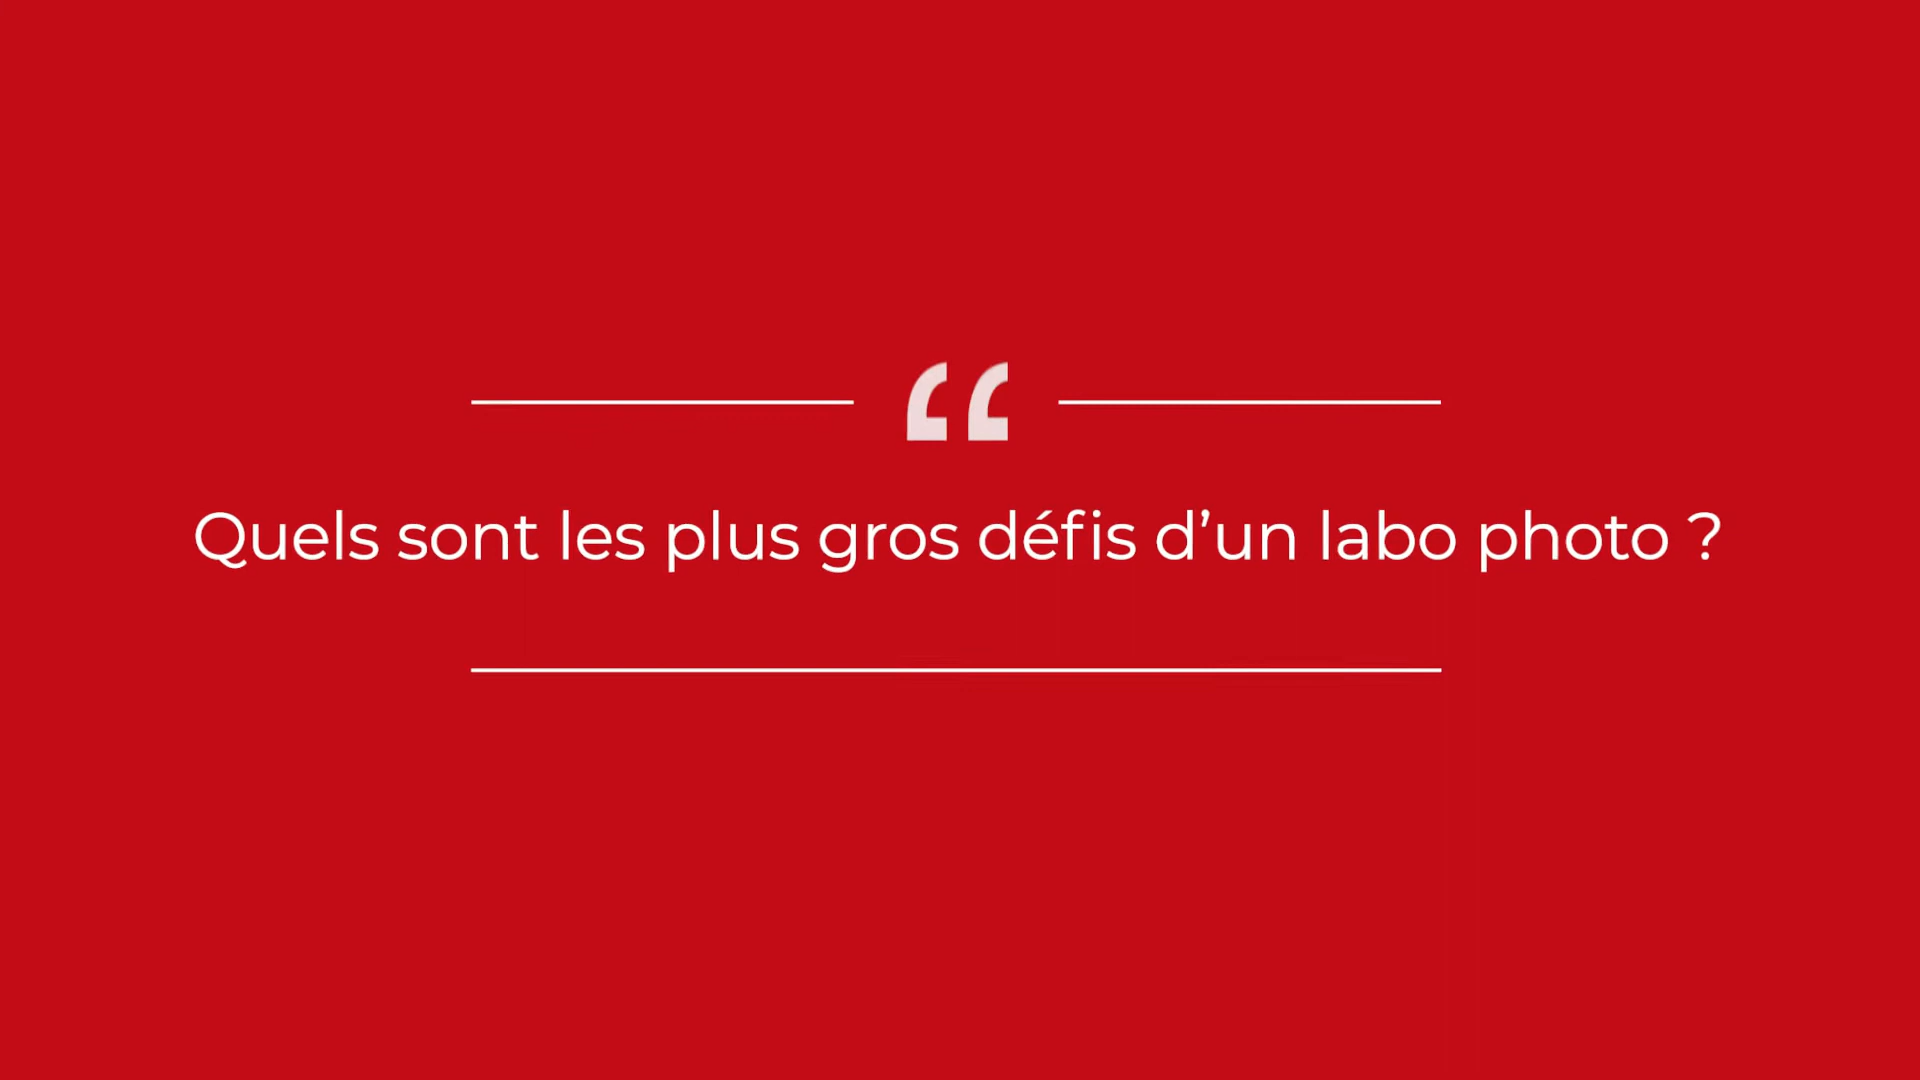 “
Quels sont les plus gros défis d’un labo photo ?